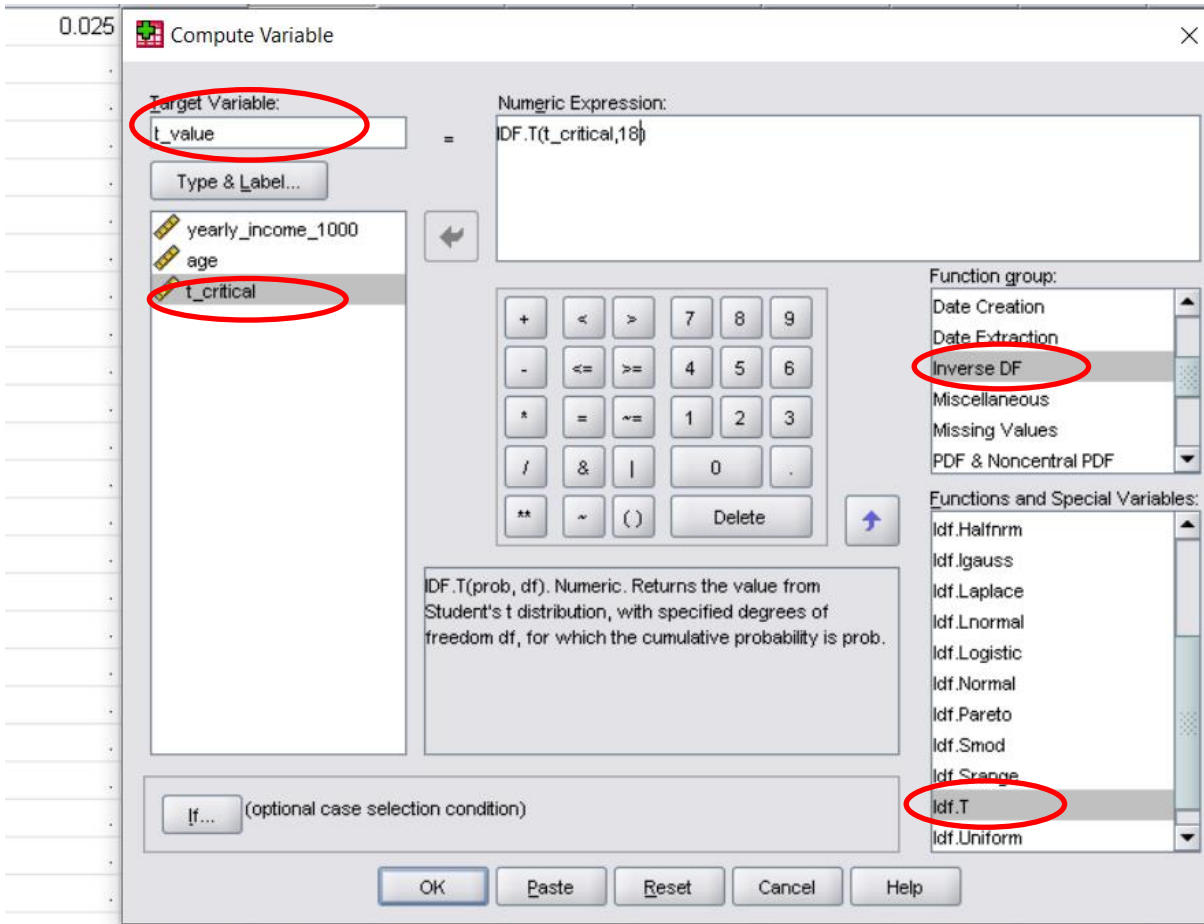 0.025
Compute Variable
Target Variable:
t_value
=
Numeric Expression:
IDF.T(t_critical,18)
Type & Label...
yearly_income_1000
age
t_critical
+ < > 7 8 9
- <= >= 4 5 6
* = ~= 1 2 3
/ & | 0 .
** ~ ( ) Delete
IDF.T(prob, df). Numeric. Returns the value from
Student's t distribution, with specified degrees of
freedom df, for which the cumulative probability is prob.
Function group:
Date Creation
Date Extraction
Inverse DF
Miscellaneous
Missing Values
PDF & Noncentral PDF
Functions and Special Variables:
Idf.Halfnrm
Idf.Igauss
Idf.Laplace
Idf.Lnormal
Idf.Logistic
Idf.Normal
Idf.Pareto
Idf.Smod
Idf.Srange
Idf.T
Idf.Uniform
If... (optional case selection condition)
OK Paste Reset Cancel Help